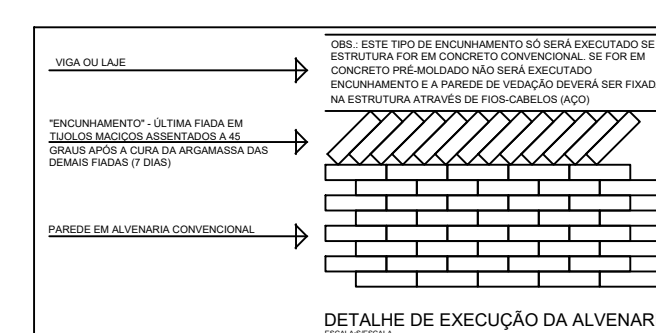 OBS.: ESTE TIPO DE ENCUNHAMENTO SÓ SERÁ EXECUTADO SE
ESTRUTURA FOR EM CONCRETO CONVENCIONAL. SE FOR EM
CONCRETO PRÉ-MOLDADO NÃO SERÁ EXECUTADO
ENCUNHAMENTO E A PAREDE DE VEDAÇÃO DEVERÁ SER FIXAD
NA ESTRUTURA ATRAVÉS DE FIOS-CABELOS (AÇO)
VIGA OU LAJE
"ENCUNHAMENTO" - ÚLTIMA FIADA EM
TIJOLOS MACIÇOS ASSENTADOS A 45
GRAUS APÓS A CURA DA ARGAMASSA DAS
DEMAIS FIADAS (7 DIAS)
PAREDE EM ALVENARIA CONVENCIONAL
DETALHE DE EXECUÇÃO DA ALVENAR
ESCALA:S/ESCALA